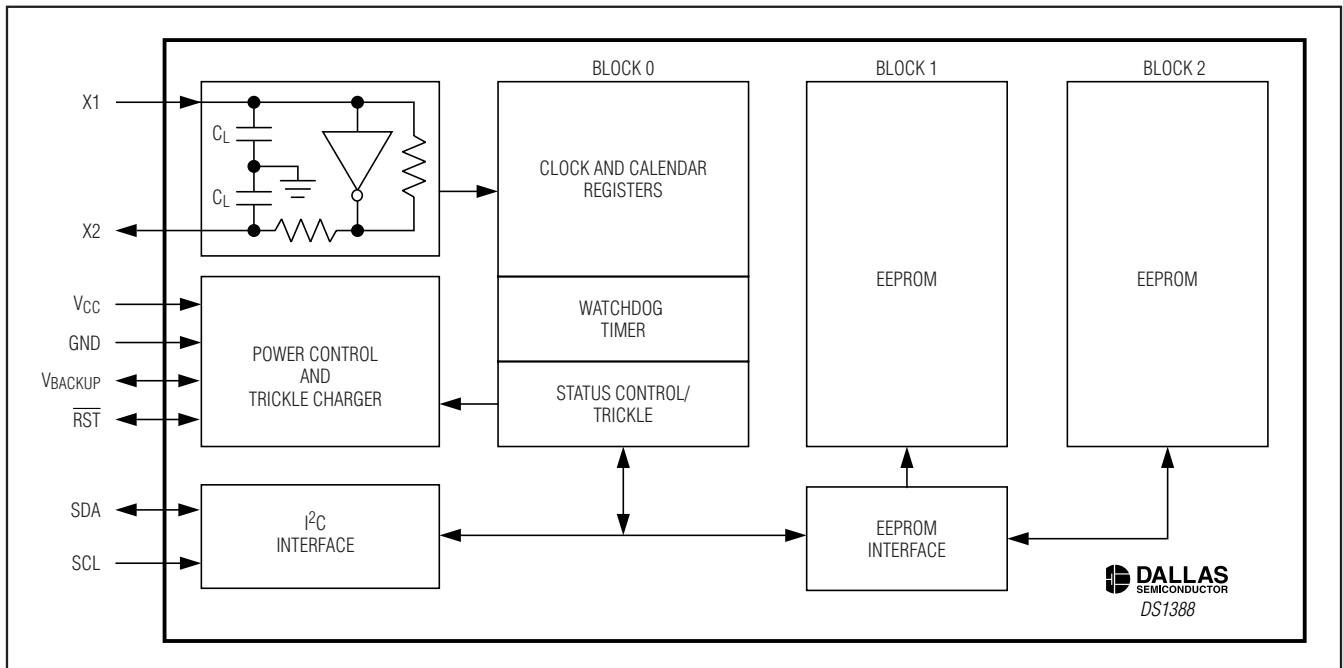 BLOCK 0
BLOCK 1
BLOCK 2
X1
C_L
C_L
X2
CLOCK AND CALENDAR
REGISTERS
EEPROM
EEPROM
V_CC
GND
V_BACKUP
R̅S̅T̅
POWER CONTROL
AND
TRICKLE CHARGER
WATCHDOG
TIMER
STATUS CONTROL/
TRICKLE
SDA
SCL
I²C
INTERFACE
EEPROM
INTERFACE
DALLAS
SEMICONDUCTOR
DS1388